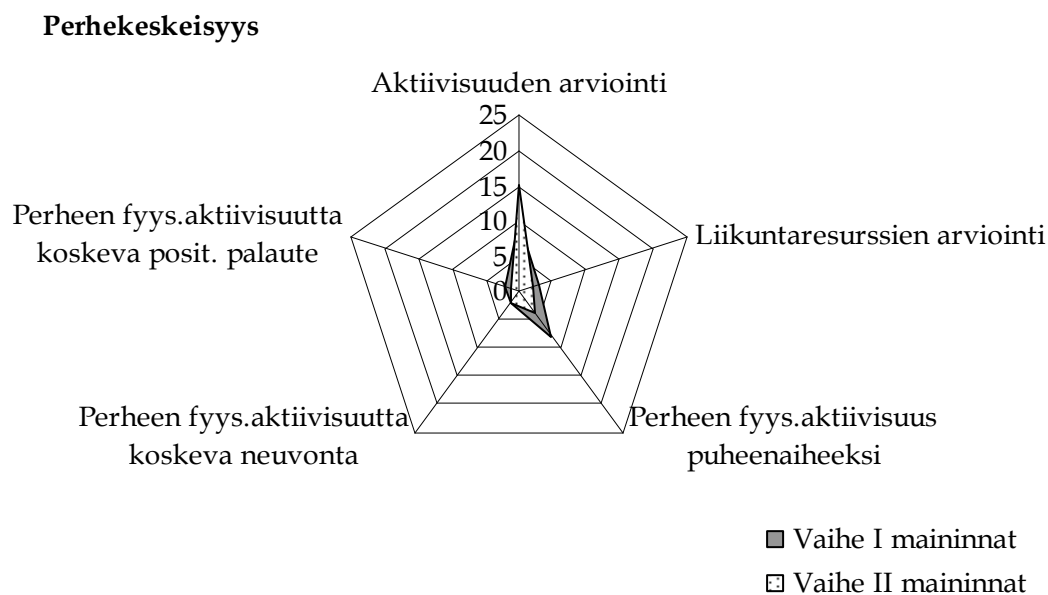 Perhekeskeisyys
Aktiivisuuden arviointi
25
20
15
10
5
0
Perheen fyys.aktiivisuutta
koskeva posit. palaute
Liikuntaresurssien arviointi
Perheen fyys.aktiivisuutta
koskeva neuvonta
Perheen fyys.aktiivisuus
puheenaiheeksi
Vaihe I maininnat
Vaihe II maininnat